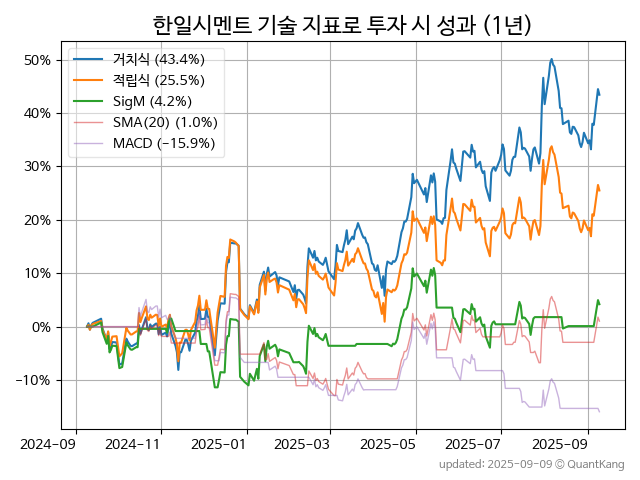 한일시멘트 기술 지표로 투자 시 성과 (1년)
거치식 (43.4%)
적립식 (25.5%)
SigM (4.2%)
SMA(20) (1.0%)
MACD (−15.9%)
50%
40%
30%
20%
10%
0%
−10%
2024-09
2024-11
2025-01
2025-03
2025-05
2025-07
2025-09
updated: 2025-09-09 © QuantKang